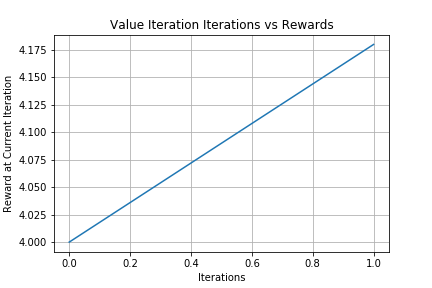 Value Iteration Iterations vs Rewards
4.175
4.150
4.125
4.100
4.075
4.050
4.025
4.000
Reward at Current Iteration
0.0 0.2 0.4 0.6 0.8 1.0
Iterations